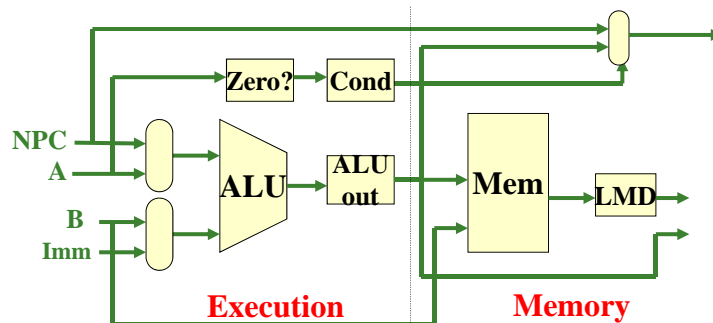 Zero?
Cond
NPC
A
ALU
ALU
out
Mem
LMD
B
Imm
Execution
Memory